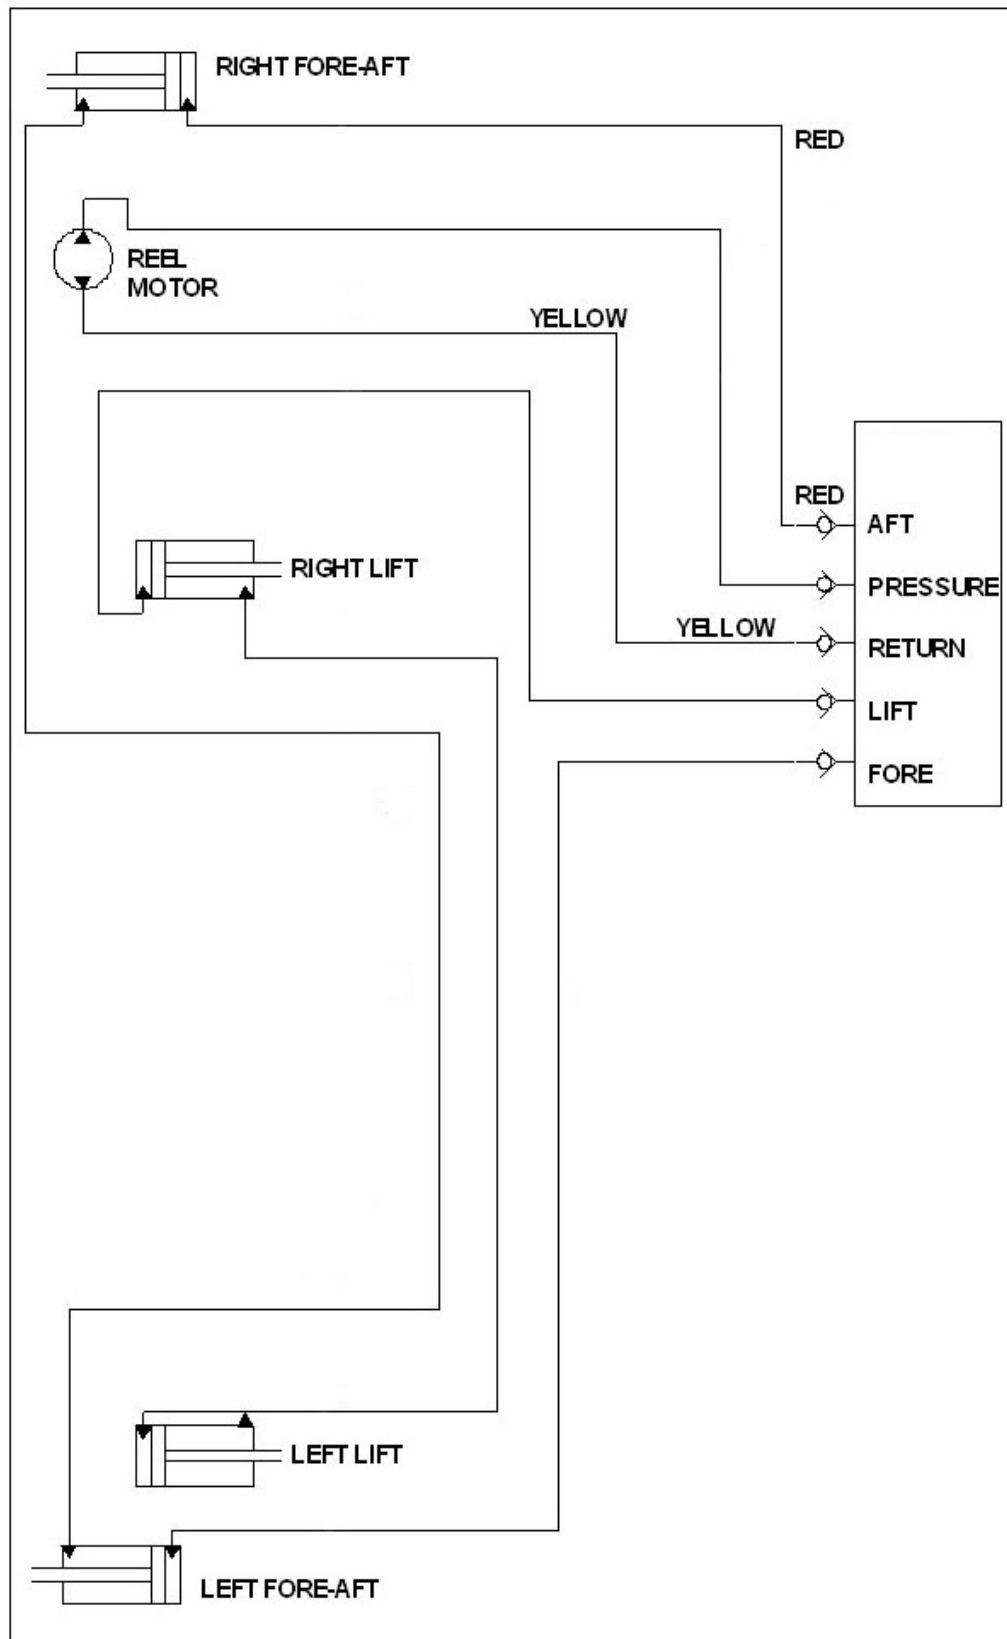 RIGHT FORE-AFT
RED
REEL
MOTOR
YELLOW
RED
AFT
RIGHT LIFT
PRESSURE
YELLOW
RETURN
LIFT
FORE
LEFT LIFT
LEFT FORE-AFT